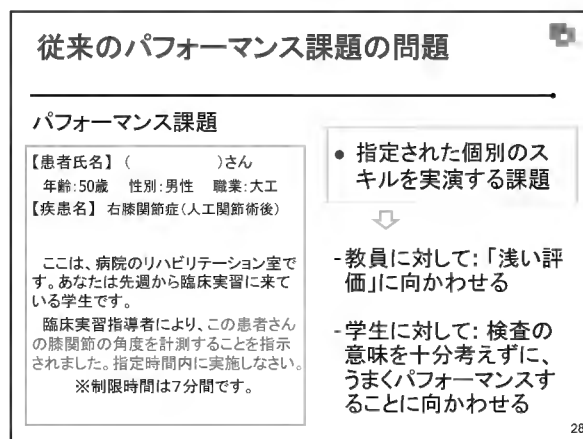 従来のパフォーマンス課題の問題
パフォーマンス課題
【患者氏名】（　　　　　）さん
年齢:50歳　性別:男性　職業:大工
【疾患名】右膝関節症(人工関節術後)
ここは、病院のリハビリテーション室で
す。あなたは先週から臨床実習に来て
いる学生です。
臨床実習指導者により、この患者さん
の膝関節の角度を計測することを指示
されました。指定時間内に実施しなさい。
※制限時間は7分間です。
• 指定された個別のス
キルを実演する課題
-教員に対して:「浅い評
価」に向かわせる
-学生に対して: 検査の
意味を十分考えずに、
うまくパフォーマンスす
ることに向かわせる
28